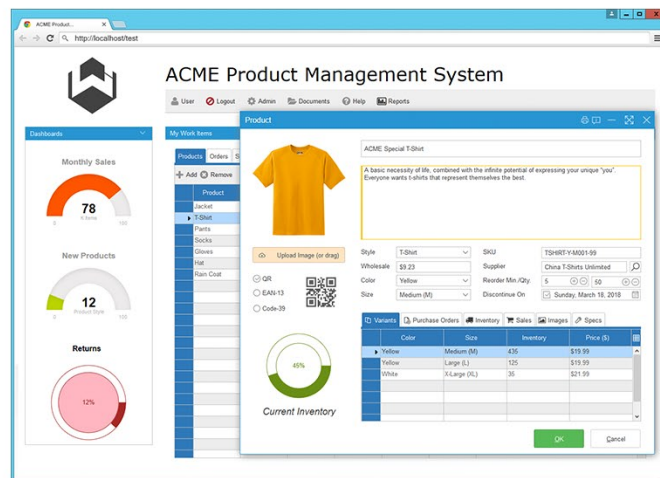 ACME Product...
http://localhost/test
ACME Product Management System
User Logout Admin Documents Help Reports
Dashboards
Monthly Sales
78
0
100
New Products
12
Product Style
0
100
Returns
12%
My Work Items
Products Orders
Add Remove
Product
Jacket
T-Shirt
Pants
Socks
Gloves
Hat
Rain Coat
Product
ACME Special T-Shirt
A basic necessity of life, combined with the infinite potential of expressing your unique "you".
Everyone wants t-shirts that represent themselves the best.
Upload Image (or drag)
QR
EAN-13
Code-39
45%
Current Inventory
Style T-Shirt SKU TSHIRT-Y-M001-99
Wholesale $9.23 Supplier China T-Shirts Unlimited
Color Yellow Reorder Min./Qty. 5 50
Size Medium (M) Discontinue On Sunday, March 18, 2018
Variants Purchase Orders Inventory Sales Images Specs
Color Size Inventory Price ($)
Yellow Medium (M) 435 $19.99
Yellow Large (L) 125 $19.99
White X-Large (XL) 35 $21.99
OK Cancel